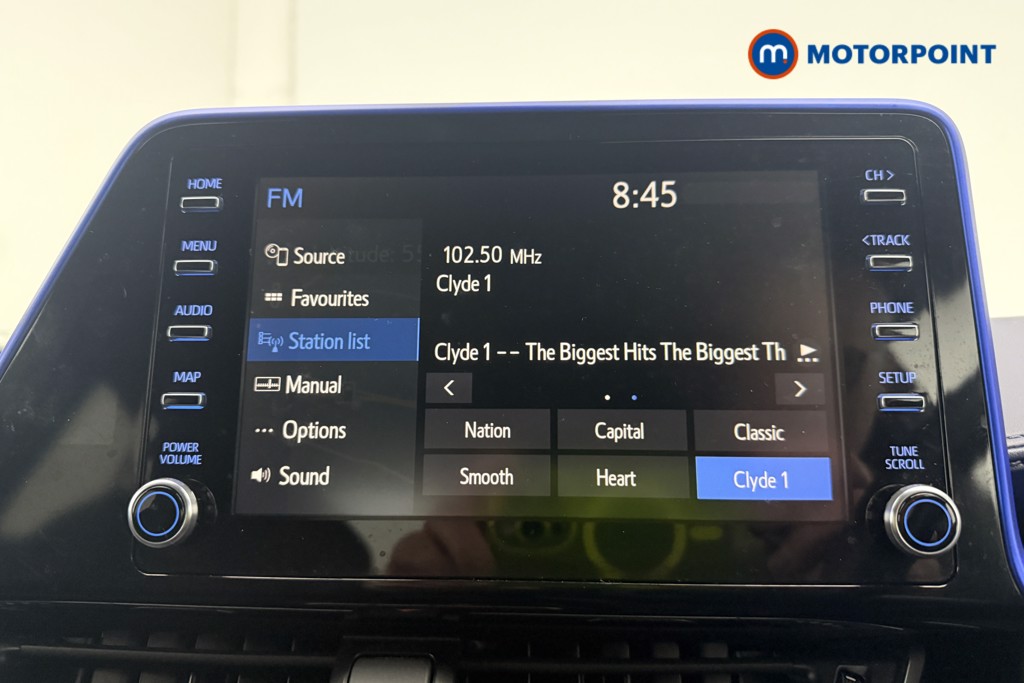 m MOTORPOINT
HOME
MENU
AUDIO
MAP
POWER
VOLUME
FM
8:45
Source
Favourites
Station list
Manual
Options
Sound
102.50 MHz
Clyde 1
Clyde 1 -- The Biggest Hits The Biggest Th
< >
Nation Capital Classic
Smooth Heart Clyde 1
CH >
<TRACK
PHONE
SETUP
TUNE
SCROLL